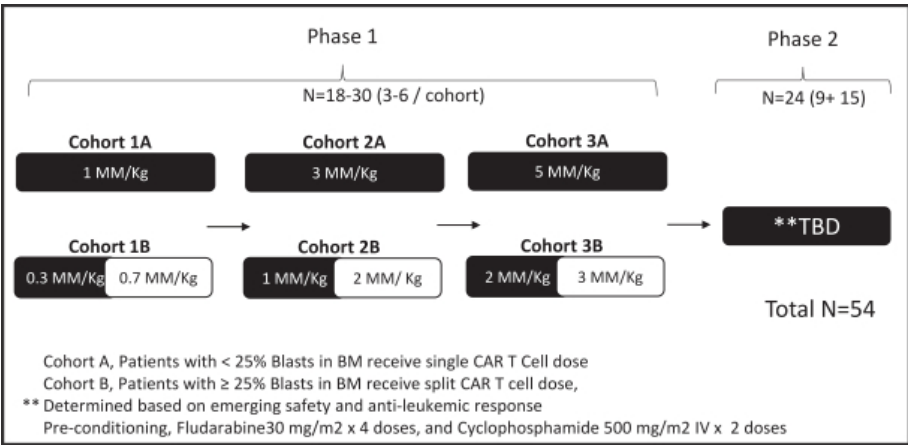 Phase 1
Phase 2
N=18-30 (3-6 / cohort)
N=24 (9+ 15)
Cohort 1A
Cohort 2A
Cohort 3A
1 MM/Kg
3 MM/Kg
5 MM/Kg
**TBD
Cohort 1B
Cohort 2B
Cohort 3B
0.3 MM/Kg
0.7 MM/Kg
1 MM/Kg
2 MM/ Kg
2 MM/Kg
3 MM/Kg
Total N=54
Cohort A, Patients with < 25% Blasts in BM receive single CAR T Cell dose
Cohort B, Patients with ≥ 25% Blasts in BM receive split CAR T cell dose,
** Determined based on emerging safety and anti-leukemic response
Pre-conditioning, Fludarabine30 mg/m2 x 4 doses, and Cyclophosphamide 500 mg/m2 IV x 2 doses